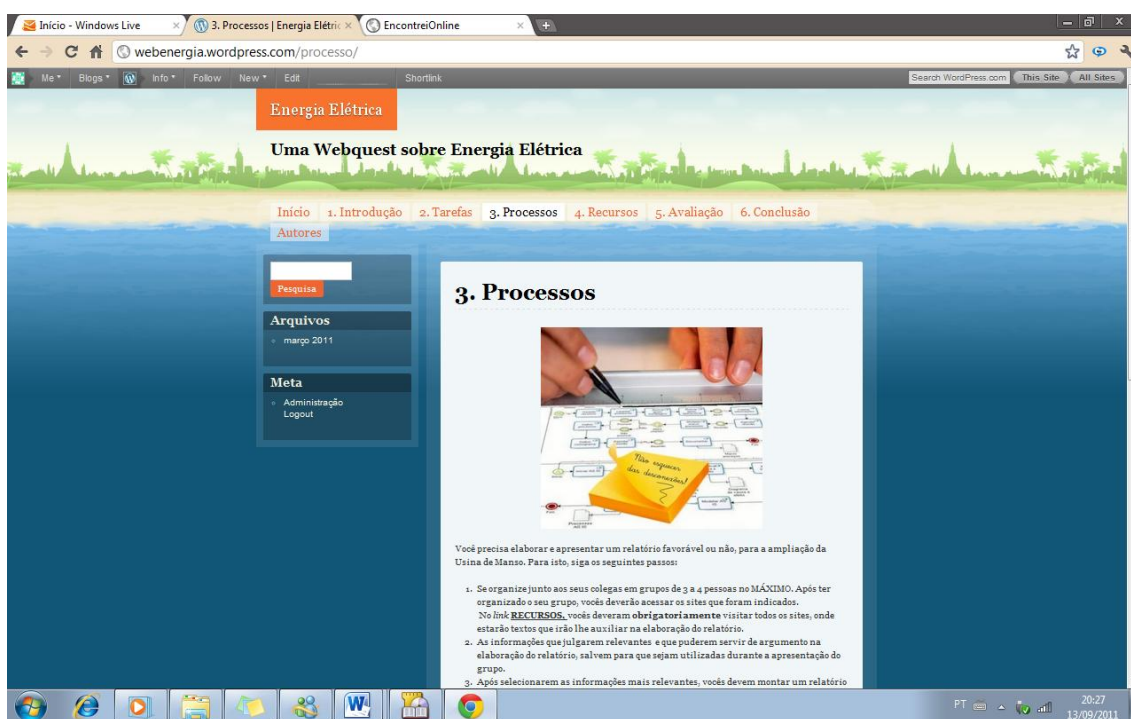 Início - Windows Live
3. Processos | Energia Elétric
EncontreiOnline
webenergia.wordpress.com/processo/
Me Blogs Info Follow New Edit Shortlink
Search WordPress.com This Site All Sites
Energia Elétrica
Uma Webquest sobre Energia Elétrica
Início 1. Introdução 2. Tarefas 3. Processos 4. Recursos 5. Avaliação 6. Conclusão
Autores
Pesquisa
Arquivos
março 2011
Meta
Administração
Logout
3. Processos
Não esquecer
das desconexões!
Você precisa elaborar e apresentar um relatório favorável ou não, para a ampliação da
Usina de Manso. Para isto, siga os seguintes passos:
1. Se organize junto aos seus colegas em grupos de 3 a 4 pessoas no MÁXIMO. Após ter
organizado o seu grupo, vocês deverão acessar os sites que foram indicados.
No link RECURSOS, vocês deveram obrigatoriamente visitar todos os sites, onde
estarão textos que irão lhe auxiliar na elaboração do relatório.
2. As informações que julgarem relevantes e que puderem servir de argumento na
elaboração do relatório, salvem para que sejam utilizadas durante a apresentação do
grupo.
3. Após selecionarem as informações mais relevantes, vocês devem montar um relatório
PT
20:27
13/09/2011